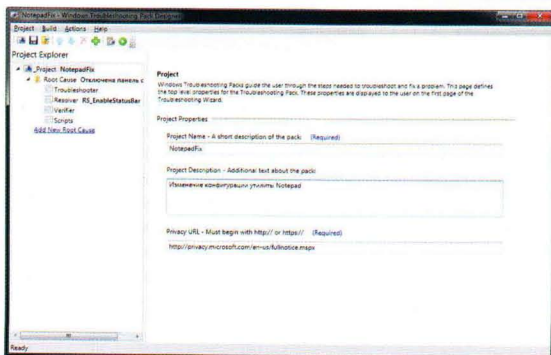 NotepadFix - Windows Troubleshooting Pack Designer
Project Build Actions Help
Project Explorer
Project NotepadFix
Root Cause Отключена панель с
Troubleshooter
Resolver RS_EnableStatusBar
Verifier
Scripts
Add New Root Cause
Project
Windows Troubleshooting Packs guide the user through the steps needed to troubleshoot and fix a problem. This page defines
the top level properties for the Troubleshooting Pack. These properties are displayed to the user on the first page of the
Troubleshooting Wizard.
Project Properties
Project Name - A short description of the pack: (Required)
NotepadFix
Project Description - Additional text about the pack:
Изменение конфигурации утилиты Notepad
Privacy URL - Must begin with http:// or https:// (Required)
http://privacy.microsoft.com/en-us/fullnotice.mspx
Ready